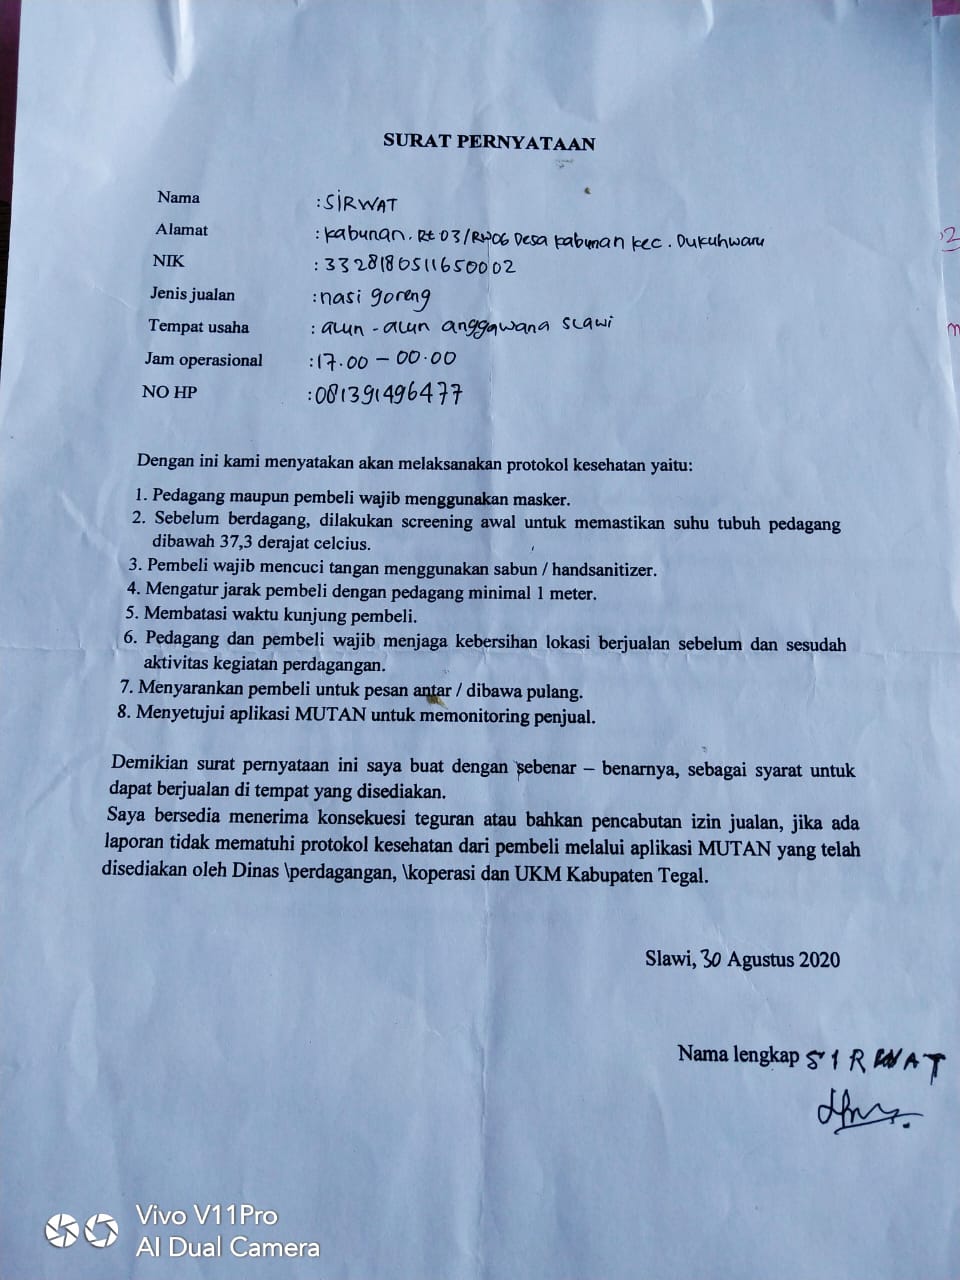 SURAT PERNYATAAN
Nama : SIRWAT
Alamat : Kabunan. Rt 03/RW06 Desa Kabunan kec. Dukuhwaru
NIK : 3328180511650002
Jenis jualan : nasi goreng
Tempat usaha : alun - alun anggawana slawi
Jam operasional : 17.00 - 00.00
NO HP : 081391496477
Dengan ini kami menyatakan akan melaksanakan protokol kesehatan yaitu:
1. Pedagang maupun pembeli wajib menggunakan masker.
2. Sebelum berdagang, dilakukan screening awal untuk memastikan suhu tubuh pedagang
dibawah 37,3 derajat celcius.
3. Pembeli wajib mencuci tangan menggunakan sabun / handsanitizer.
4. Mengatur jarak pembeli dengan pedagang minimal 1 meter.
5. Membatasi waktu kunjung pembeli.
6. Pedagang dan pembeli wajib menjaga kebersihan lokasi berjualan sebelum dan sesudah
aktivitas kegiatan perdagangan.
7. Menyarankan pembeli untuk pesan antar / dibawa pulang.
8. Menyetujui aplikasi MUTAN untuk memonitoring penjual.
Demikian surat pernyataan ini saya buat dengan sebenar – benarnya, sebagai syarat untuk
dapat berjualan di tempat yang disediakan.
Saya bersedia menerima konsekuesi teguran atau bahkan pencabutan izin jualan, jika ada
laporan tidak mematuhi protokol kesehatan dari pembeli melalui aplikasi MUTAN yang telah
disediakan oleh Dinas \perdagangan, \koperasi dan UKM Kabupaten Tegal.
Slawi, 30 Agustus 2020
Nama lengkap SIRWAT
Vivo V11Pro
AI Dual Camera